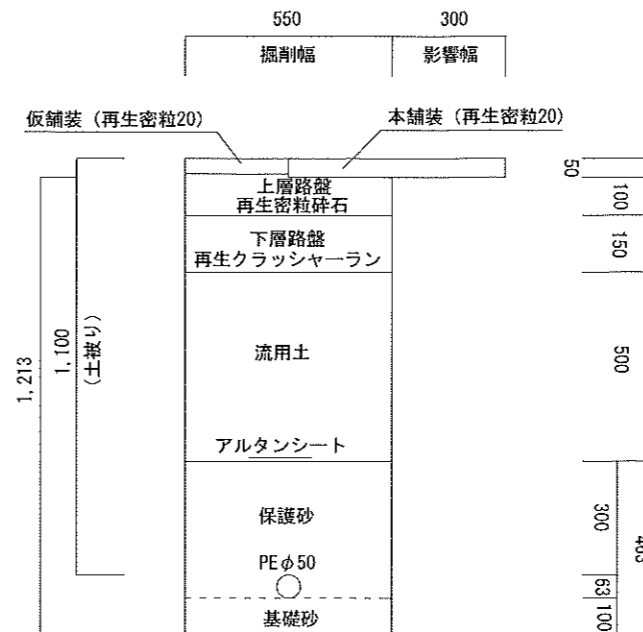 550
300
掘削幅
影響幅
仮舗装（再生密粒20）
本舗装（再生密粒20）
50
上層路盤
再生密粒砕石
100
下層路盤
再生クラッシャーラン
150
1,213
1,100
(土被り)
流用土
500
アルタンシート
保護砂
300
463
PEφ50
63
基礎砂
100